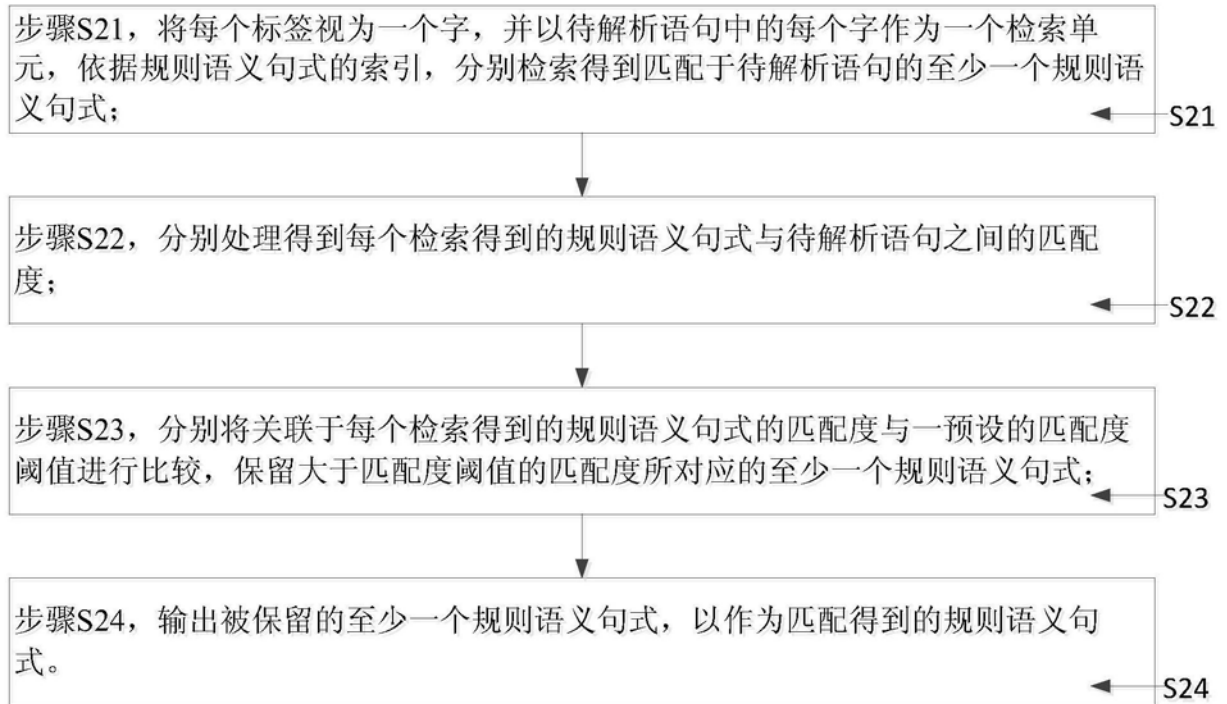 步骤S21，将每个标签视为一个字，并以待解析语句中的每个字作为一个检索单
元，依据规则语义句式的索引，分别检索得到匹配于待解析语句的至少一个规则语
义句式；
S21
步骤S22，分别处理得到每个检索得到的规则语义句式与待解析语句之间的匹配
度；
S22
步骤S23，分别将关联于每个检索得到的规则语义句式的匹配度与一预设的匹配度
阈值进行比较，保留大于匹配度阈值的匹配度所对应的至少一个规则语义句式；
S23
步骤S24，输出被保留的至少一个规则语义句式，以作为匹配得到的规则语义句
式。
S24